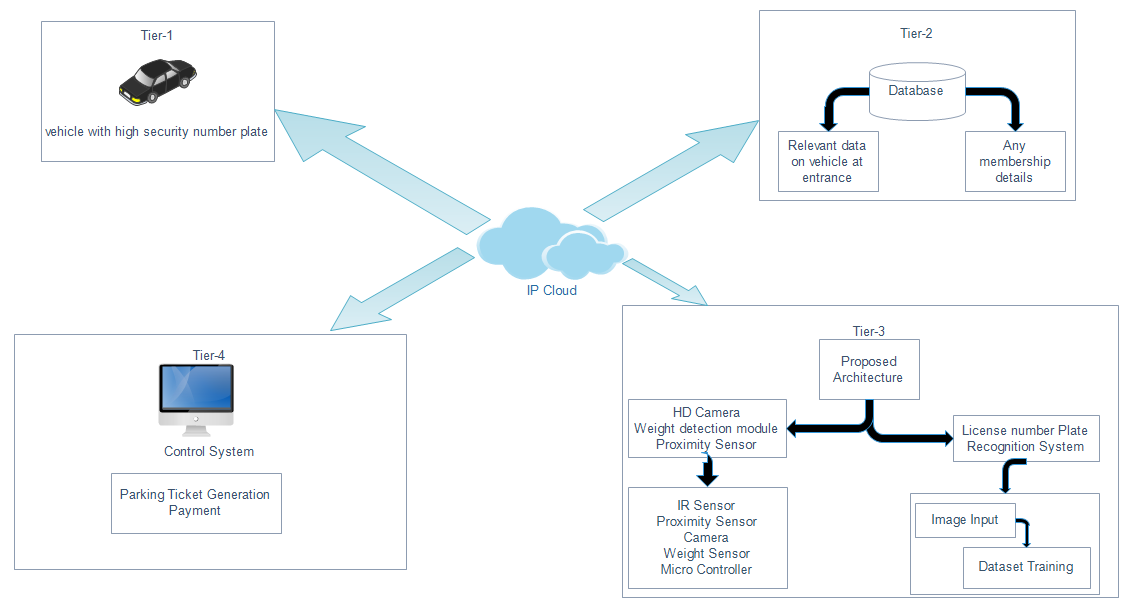 Tier-1
vehicle with high security number plate
Tier-2
Database
Relevant data
on vehicle at
entrance
Any
membership
details
IP Cloud
Tier-4
Control System
Parking Ticket Generation
Payment
Tier-3
Proposed
Architecture
HD Camera
Weight detection module
Proximity Sensor
License number Plate
Recognition System
IR Sensor
Proximity Sensor
Camera
Weight Sensor
Micro Controller
Image Input
Dataset Training